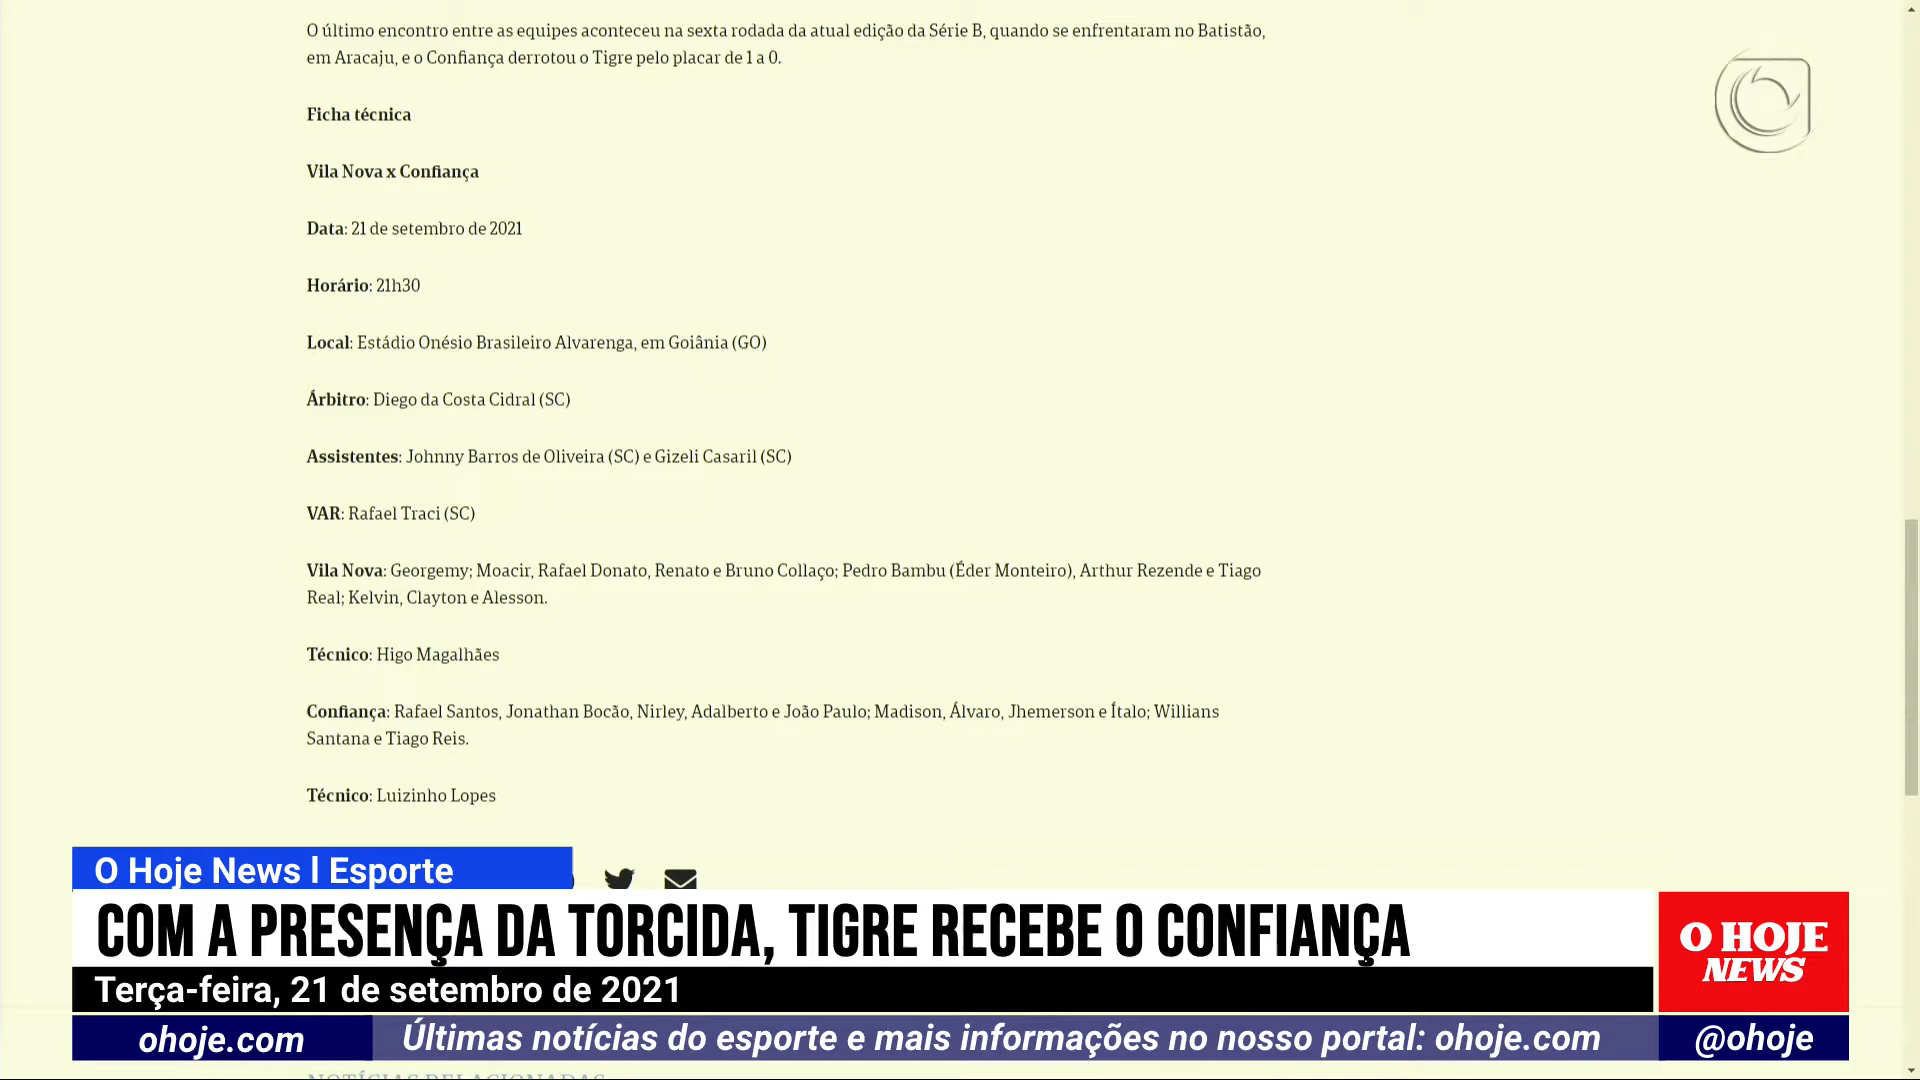 O último encontro entre as equipes aconteceu na sexta rodada da atual edição da Série B, quando se enfrentaram no Batistão,
em Aracaju, e o Confiança derrotou o Tigre pelo placar de 1 a 0.
Ficha técnica
Vila Nova x Confiança
Data: 21 de setembro de 2021
Horário: 21h30
Local: Estádio Onésio Brasileiro Alvarenga, em Goiânia (GO)
Árbitro: Diego da Costa Cidral (SC)
Assistentes: Johnny Barros de Oliveira (SC) e Gizeli Casaril (SC)
VAR: Rafael Traci (SC)
Vila Nova: Georgemy; Moacir, Rafael Donato, Renato e Bruno Collaço; Pedro Bambu (Éder Monteiro), Arthur Rezende e Tiago
Real; Kelvin, Clayton e Alesson.
Técnico: Higo Magalhães
Confiança: Rafael Santos, Jonathan Bocão, Nirley, Adalberto e João Paulo; Madison, Álvaro, Jhemerson e Ítalo; Willians
Santana e Tiago Reis.
Técnico: Luizinho Lopes
O Hoje News l Esporte
COM A PRESENÇA DA TORCIDA, TIGRE RECEBE O CONFIANÇA
Terça-feira, 21 de setembro de 2021
O HOJE
NEWS
ohoje.com
Últimas notícias do esporte e mais informações no nosso portal: ohoje.com
@ohoje
NOTÍCIAS RELACIONADAS